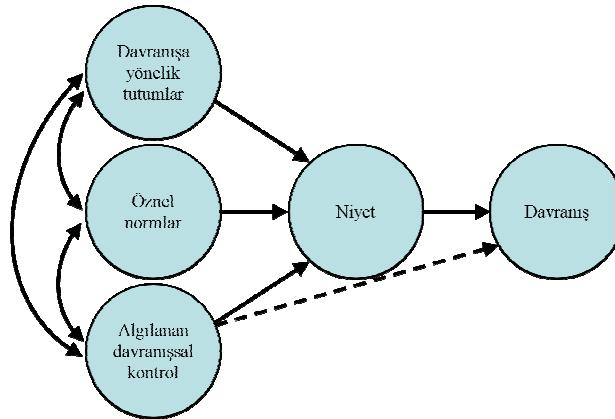 Davranışa
yönelik
tutumlar
Öznel
normlar
Niyet
Davranış
Algılanan
davranışsal
kontrol